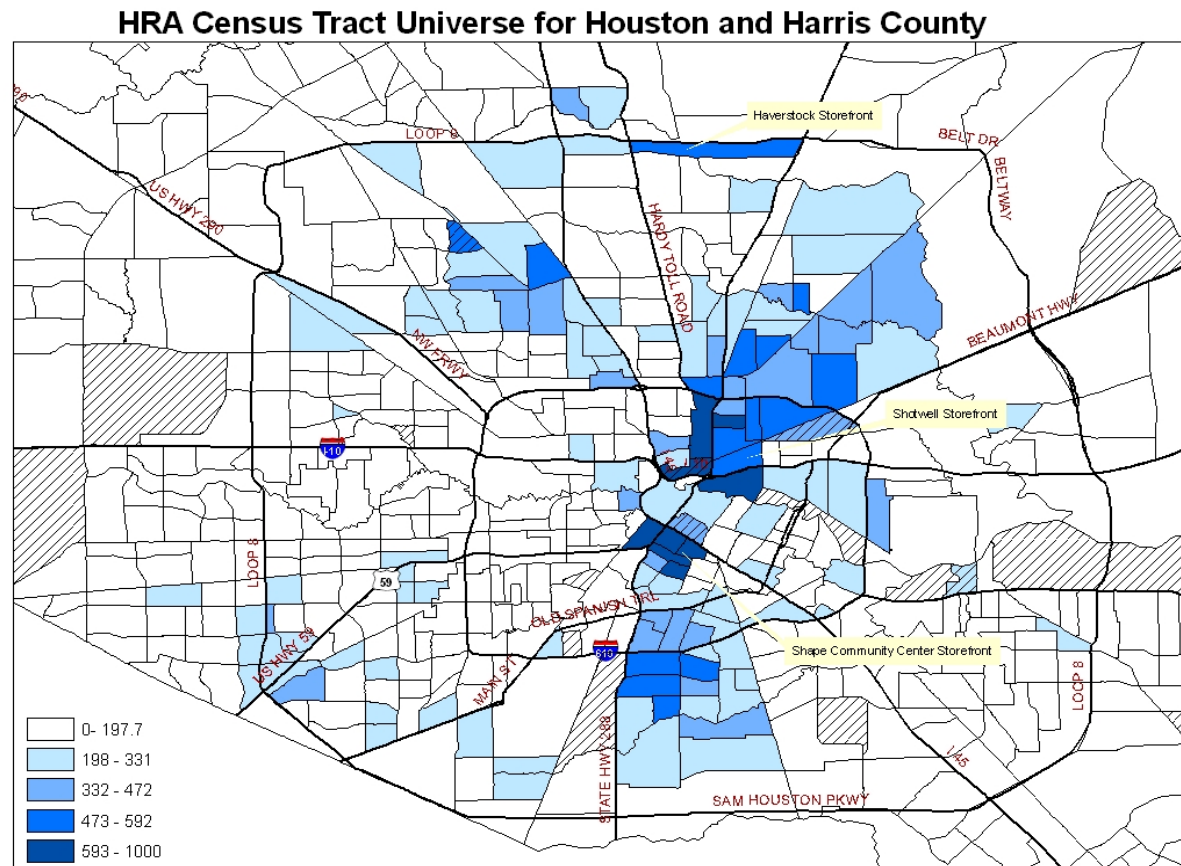 HRA Census Tract Universe for Houston and Harris County
Haverstock Storefront
LOOP 8
BELT DR
BELTWAY
US HWY 290
HARDY TOLL ROAD
BEAUMONT HWY
NW FRWY
Shotwell Storefront
I-10
LOOP 8
59
OLD SPANISH TRL
US HWY 59
610
Shape Community Center Storefront
MAIN ST
LOOP 8
STATE HWY 288
I-45
SAM HOUSTON PKWY
0- 197.7
198 - 331
332 - 472
473 - 592
593 - 1000